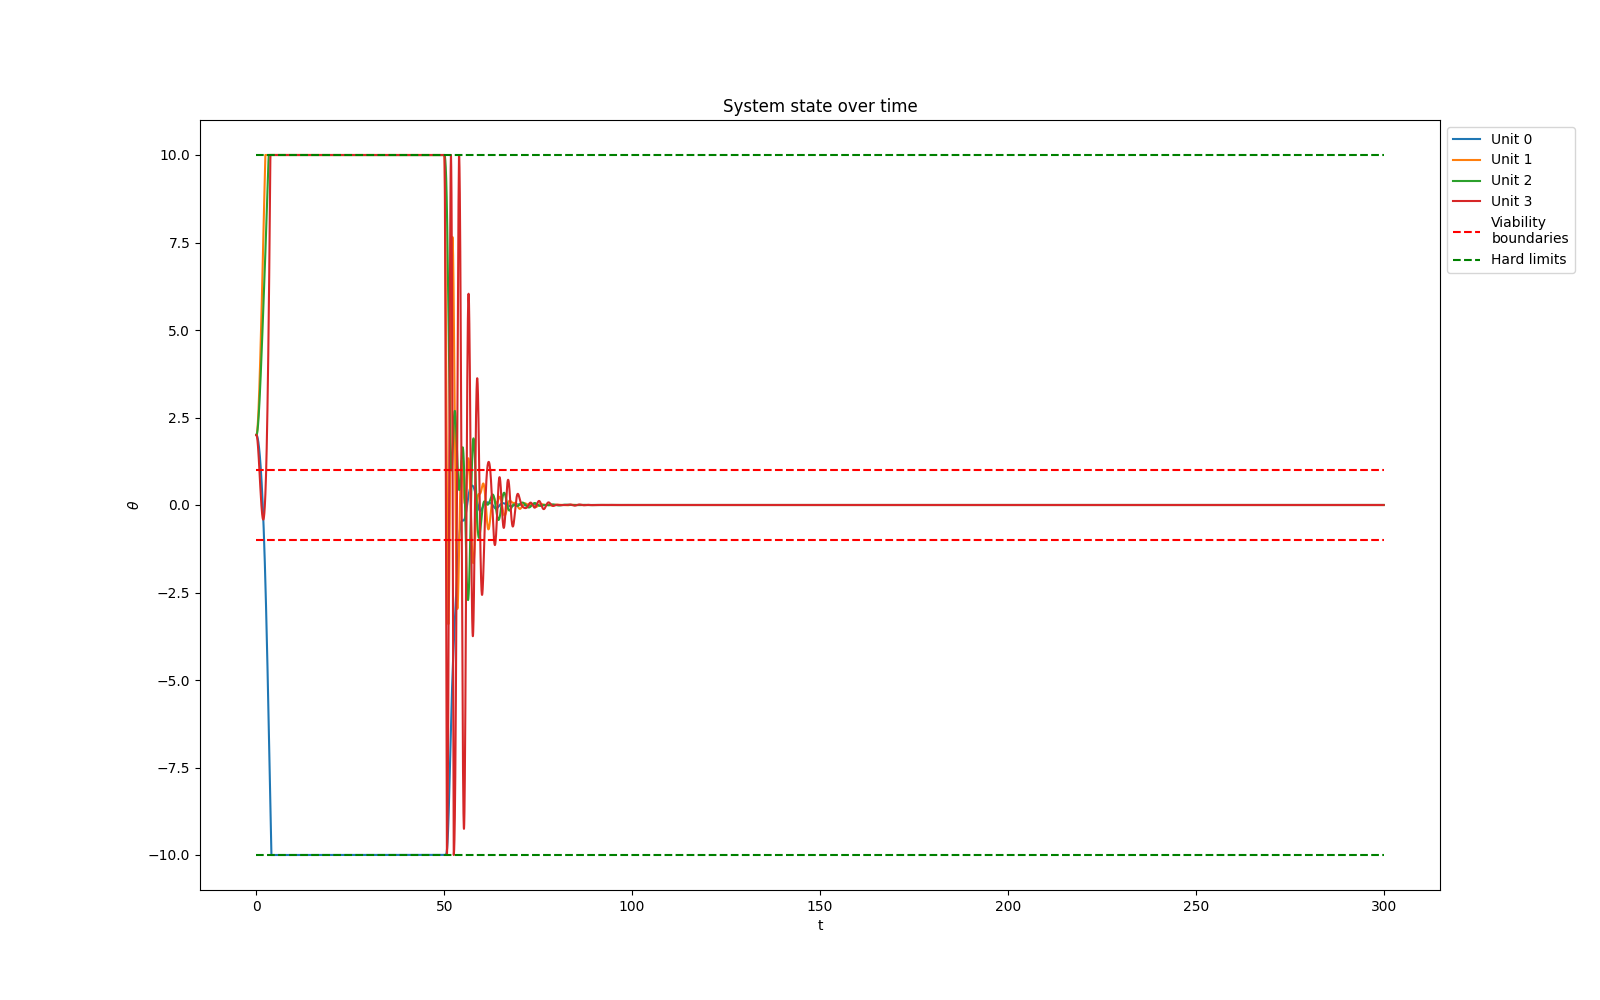 System state over time
10.0
7.5
5.0
2.5
0.0
−2.5
−5.0
−7.5
−10.0
θ
0
50
100
150
200
250
300
t
Unit 0
Unit 1
Unit 2
Unit 3
Viability
boundaries
Hard limits